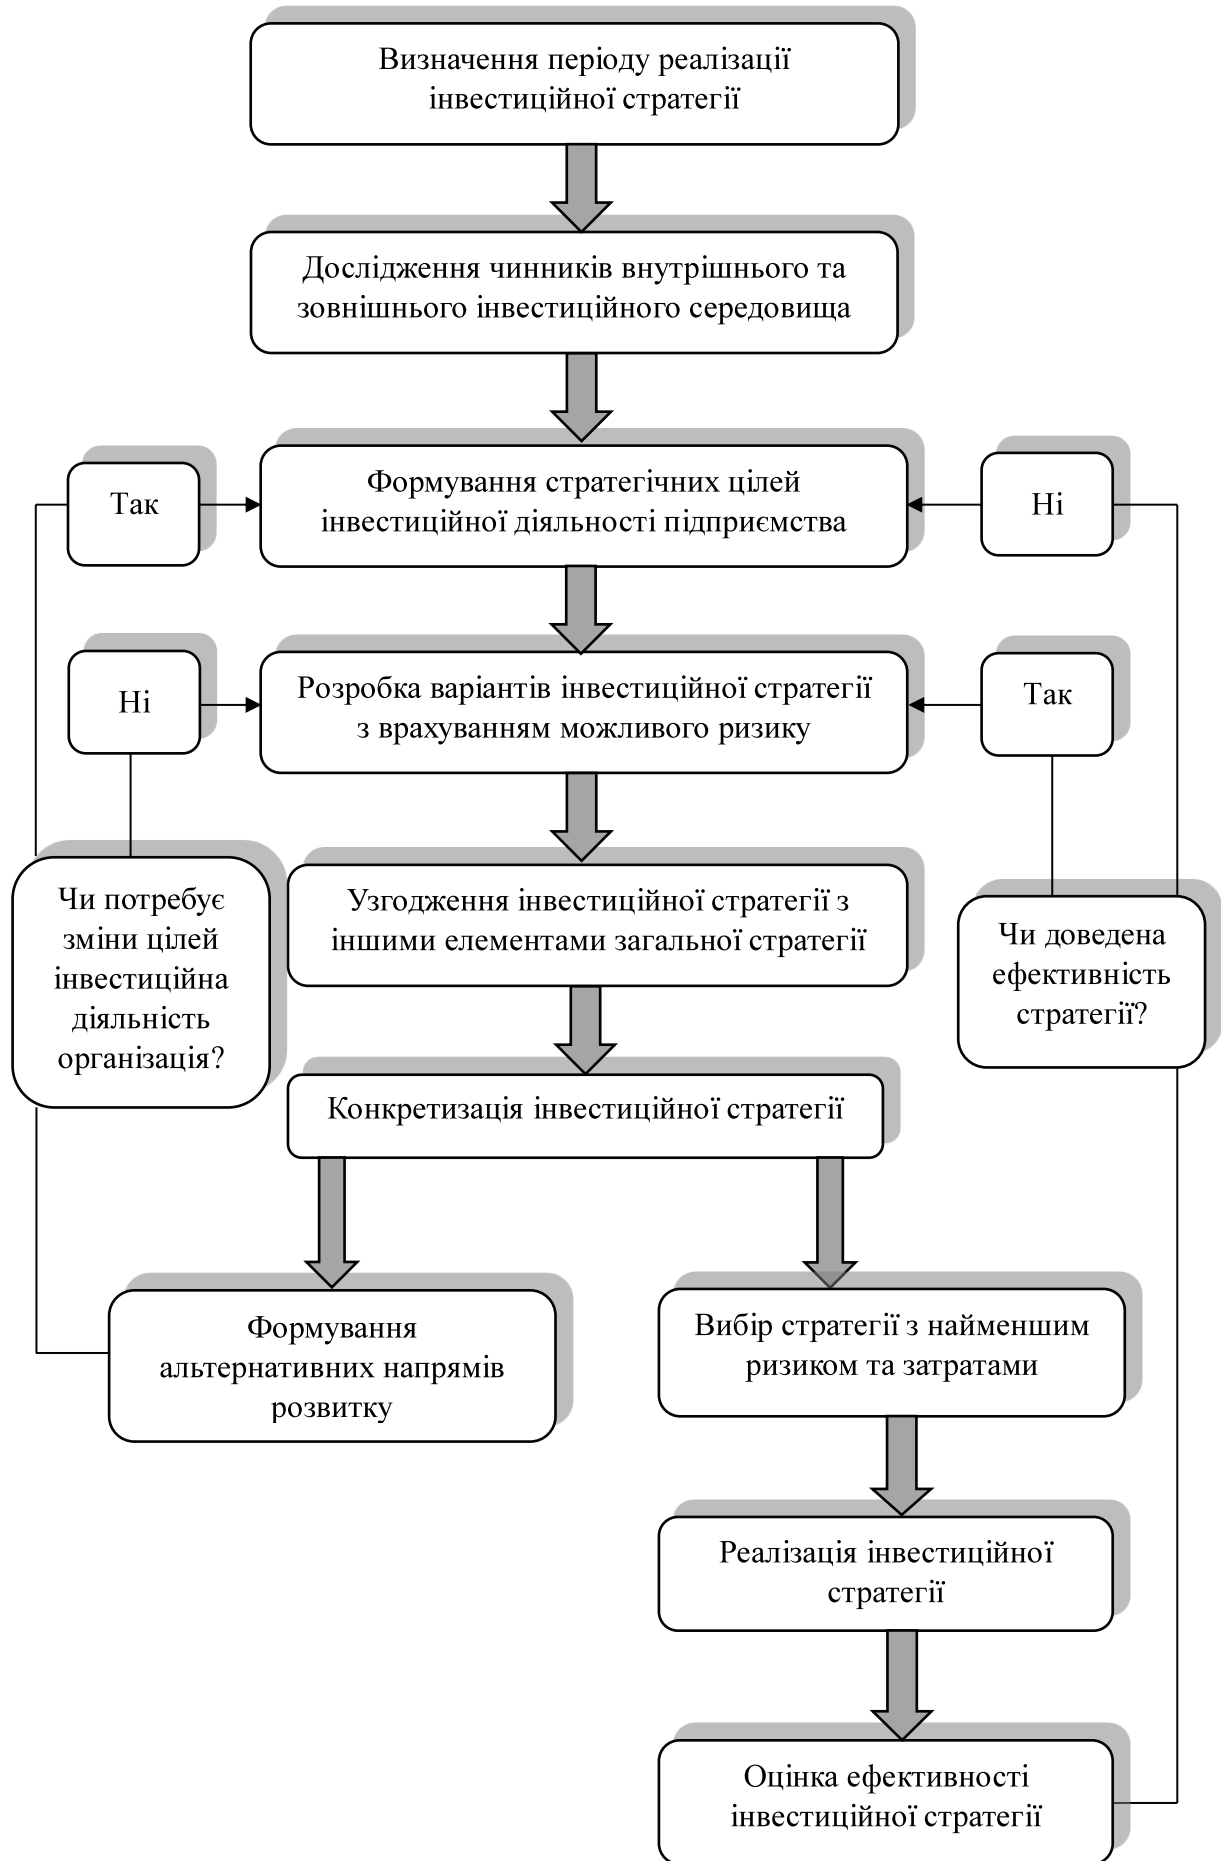 Визначення періоду реалізації
інвестиційної стратегії
Дослідження чинників внутрішнього та
зовнішнього інвестиційного середовища
Так
Формування стратегічних цілей
інвестиційної діяльності підприємства
Ні
Ні
Розробка варіантів інвестиційної стратегії
з врахуванням можливого ризику
Так
Чи потребує
зміни цілей
інвестиційна
діяльність
організація?
Узгодження інвестиційної стратегії з
іншими елементами загальної стратегії
Чи доведена
ефективність
стратегії?
Конкретизація інвестиційної стратегії
Формування
альтернативних напрямів
розвитку
Вибір стратегії з найменшим
ризиком та затратами
Реалізація інвестиційної
стратегії
Оцінка ефективності
інвестиційної стратегії